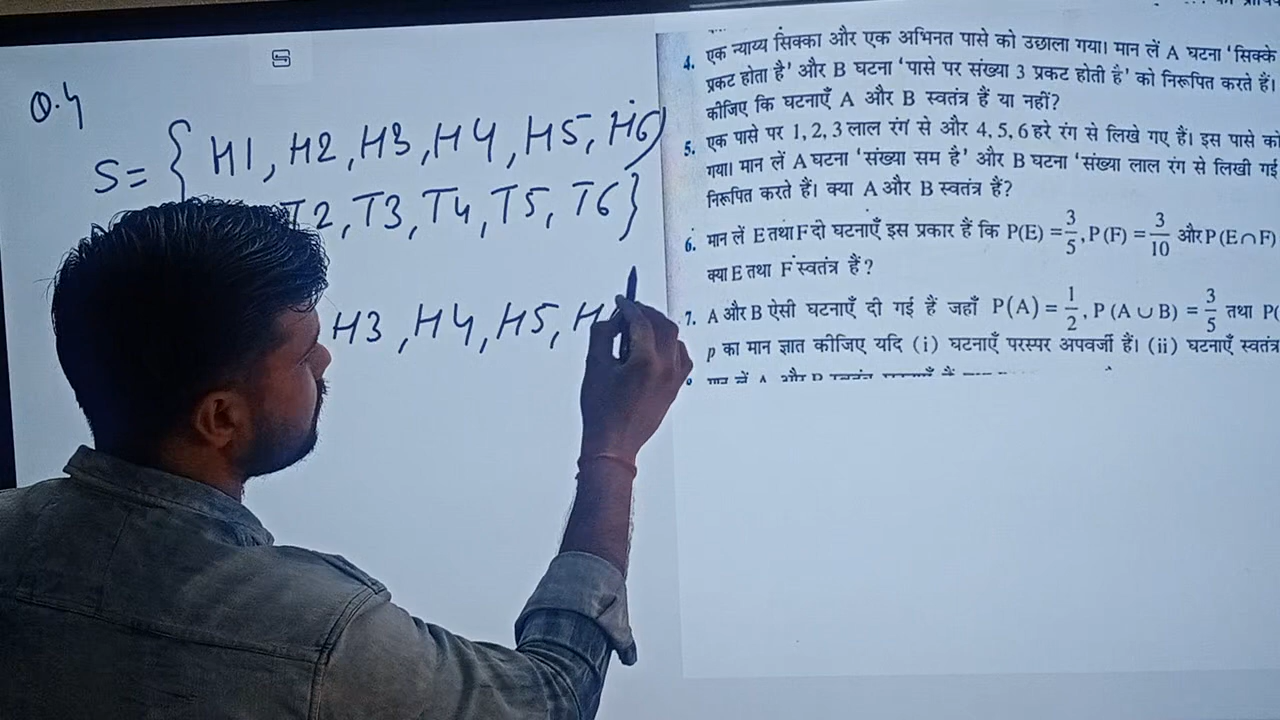 Q.4
S = { H1, H2, H3, H4, H5, H6,
T2, T3, T4, T5, T6}
H3, H4, H5,
4. एक न्याय्य सिक्का और एक अभिनत पासे को उछाला गया। मान लें A घटना 'सिक्के
प्रकट होता है' और B घटना 'पासे पर संख्या 3 प्रकट होती है' को निरूपित करते हैं।
कीजिए कि घटनाएँ A और B स्वतंत्र हैं या नहीं?
5. एक पासे पर 1, 2, 3 लाल रंग से और 4, 5, 6 हरे रंग से लिखे गए हैं। इस पासे को
गया। मान लें A घटना 'संख्या सम है' और B घटना 'संख्या लाल रंग से लिखी गई
निरूपित करते हैं। क्या A और B स्वतंत्र हैं?
6. मान लें E तथा F दो घटनाएँ इस प्रकार हैं कि P(E) = 3/5, P (F) = 3/10 और P (E∩F)
क्या E तथा F स्वतंत्र हैं?
7. A और B ऐसी घटनाएँ दी गई हैं जहाँ P(A) = 1/2, P (A ∪ B) = 3/5 तथा P(
p का मान ज्ञात कीजिए यदि (i) घटनाएँ परस्पर अपवर्जी हैं। (ii) घटनाएँ स्वतंत्र